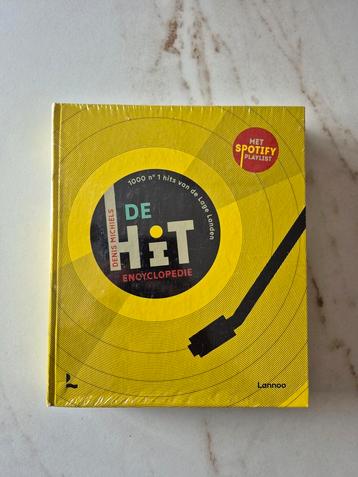 MET
SPOTIFY
PLAYLIST
1000 n° 1 hits van de Lage Landen
DENIS MICHIELS
DE
HiT
ENCYCLOPEDIE
Lannoo